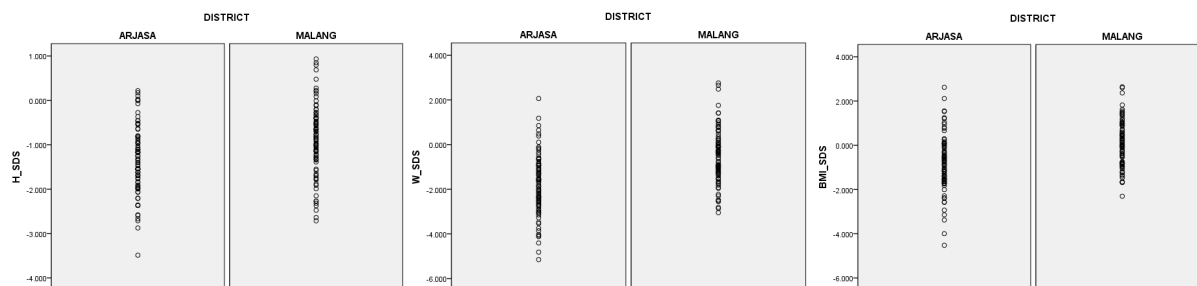 DISTRICT
ARJASA MALANG
1.000
0.000
-1.000
-2.000
-3.000
-4.000
H_SDS
DISTRICT
ARJASA MALANG
4.000
2.000
0.000
-2.000
-4.000
-6.000
W_SDS
DISTRICT
ARJASA MALANG
4.000
2.000
0.000
-2.000
-4.000
-6.000
BMI_SDS